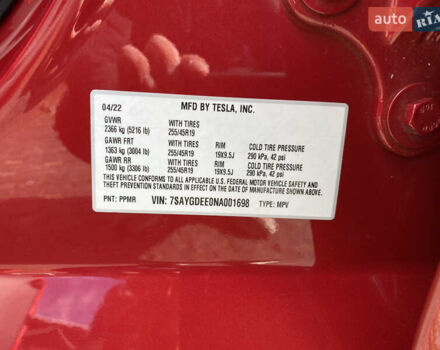 auto RIA
04/22 MFD BY TESLA, INC.
GVWR WITH TIRES
2366 kg (5216 lb) 255/45R19
GAWR FRT WITH TIRES RIM COLD TIRE PRESSURE
1363 kg (3004 lb) 255/45R19 19X9.5J 290 kPa, 42 psi
GAWR RR WITH TIRES RIM COLD TIRE PRESSURE
1500 kg (3306 lb) 255/45R19 19X9.5J 290 kPa, 42 psi
THIS VEHICLE CONFORMS TO ALL APPLICABLE U.S. FEDERAL MOTOR VEHICLE SAFETY AND
THEFT PREVENTION STANDARDS IN EFFECT ON THE DATE OF MANUFACTURE SHOWN ABOVE.
PNT: PPMR VIN: 7SAYGDEE0NA001698 TYPE: MPV